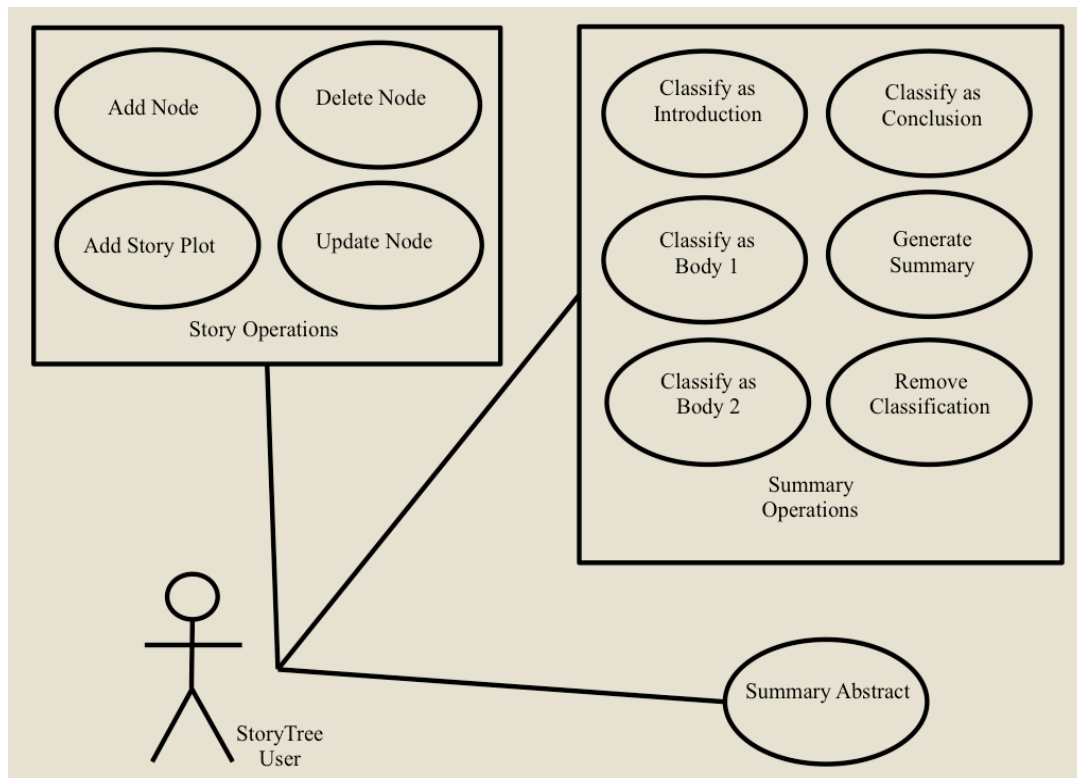 Add Node
Delete Node
Add Story Plot
Update Node
Story Operations
Classify as
Introduction
Classify as
Conclusion
Classify as
Body 1
Generate
Summary
Classify as
Body 2
Remove
Classification
Summary
Operations
StoryTree
User
Summary Abstract